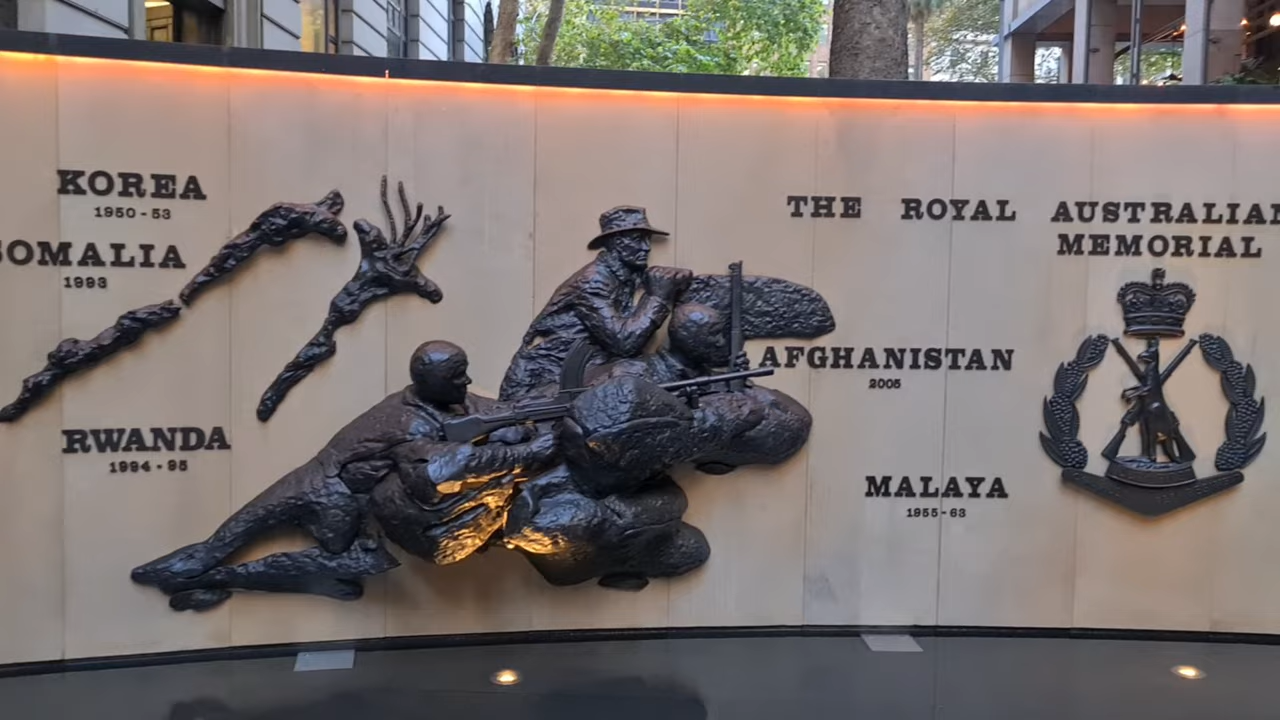 KOREA
1950-53
SOMALIA
1993
RWANDA
1994-95
THE ROYAL AUSTRALIAN
MEMORIAL
AFGHANISTAN
2005
MALAYA
1955-63